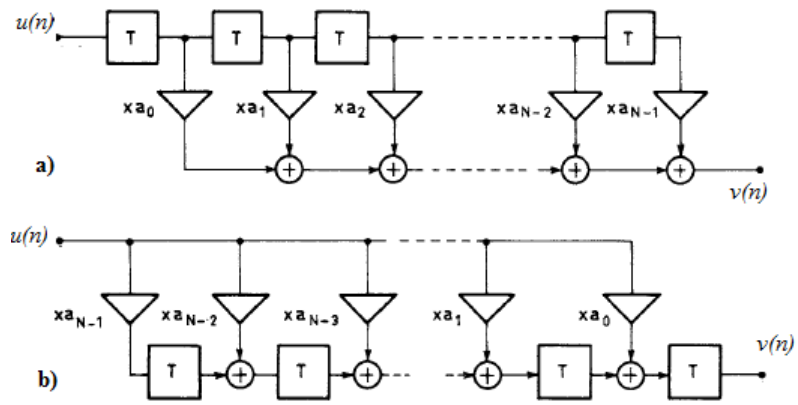 u(n)
T T T T
xa₀ xa₁ xa₂ xaN-2 xaN-1
+ + + +
a)
v(n)
u(n)
xaN-1 xaN-2 xaN-3 xa₁ xa₀
v(n)
T + T + + T + T
b)